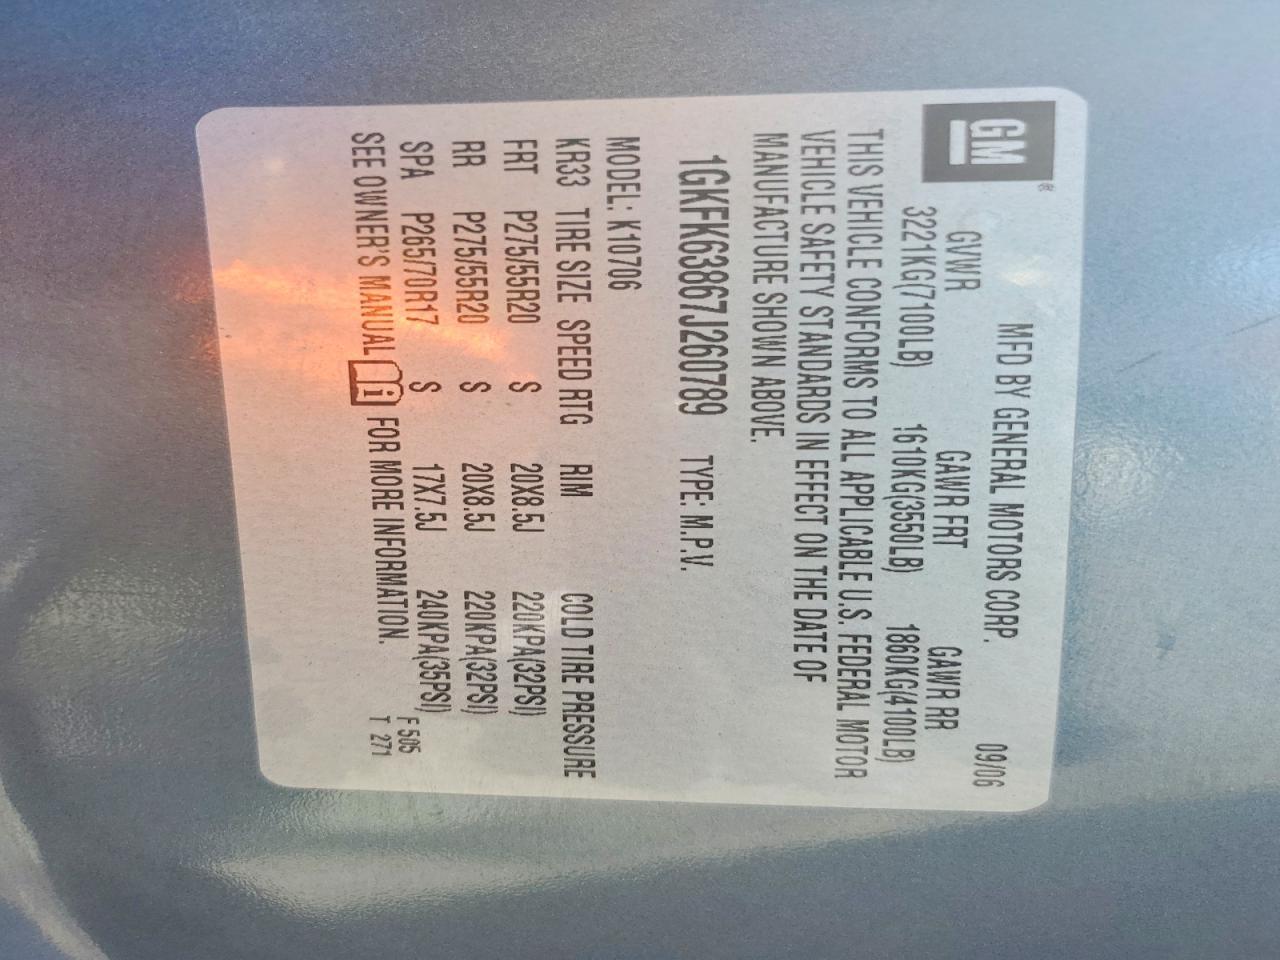 GM®
MFD BY GENERAL MOTORS CORP. 09/06
GVWR GAWR FRT GAWR RR
3221KG(7100LB) 1610KG(3550LB) 1860KG(4100LB)
THIS VEHICLE CONFORMS TO ALL APPLICABLE U.S. FEDERAL MOTOR
VEHICLE SAFETY STANDARDS IN EFFECT ON THE DATE OF
MANUFACTURE SHOWN ABOVE.
1GKFK63867J260789 TYPE: M.P.V.
MODEL: K10706
KR33 TIRE SIZE SPEED RTG RIM COLD TIRE PRESSURE
FRT P275/55R20 S 20X8.5J 220KPA(32PSI)
RR P275/55R20 S 20X8.5J 220KPA(32PSI)
SPA P265/70R17 S 17X7.5J 240KPA(35PSI)
SEE OWNER'S MANUAL i FOR MORE INFORMATION.
F 505
T 271